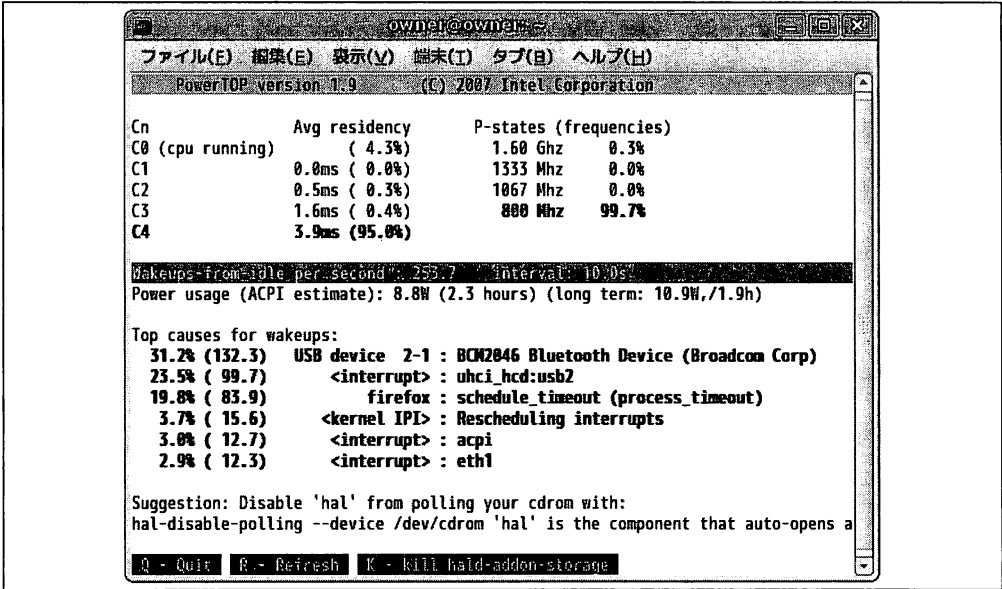 owner@owner:~
ファイル(F) 編集(E) 表示(V) 端末(T) タブ(B) ヘルプ(H)
PowerTOP version 1.9 (C) 2007 Intel Corporation
Cn Avg residency P-states (frequencies)
C0 (cpu running) ( 4.3%) 1.60 Ghz 0.3%
C1 0.0ms ( 0.0%) 1333 Mhz 0.0%
C2 0.5ms ( 0.3%) 1067 Mhz 0.0%
C3 1.6ms ( 0.4%) 800 Mhz 99.7%
C4 3.9ms (95.0%)
Wakeups-from-idle per second : 253.7 interval: 10.0s
Power usage (ACPI estimate): 8.8W (2.3 hours) (long term: 10.9W,/1.9h)
Top causes for wakeups:
31.2% (132.3) USB device 2-1 : BCM2046 Bluetooth Device (Broadcom Corp)
23.5% ( 99.7) <interrupt> : uhci_hcd:usb2
19.8% ( 83.9) firefox : schedule_timeout (process_timeout)
3.7% ( 15.6) <kernel IPI> : Rescheduling interrupts
3.0% ( 12.7) <interrupt> : acpi
2.9% ( 12.3) <interrupt> : eth1
Suggestion: Disable 'hal' from polling your cdrom with:
hal-disable-polling --device /dev/cdrom 'hal' is the component that auto-opens a
Q - Quit R - Refresh K - kill hald-addon-storage